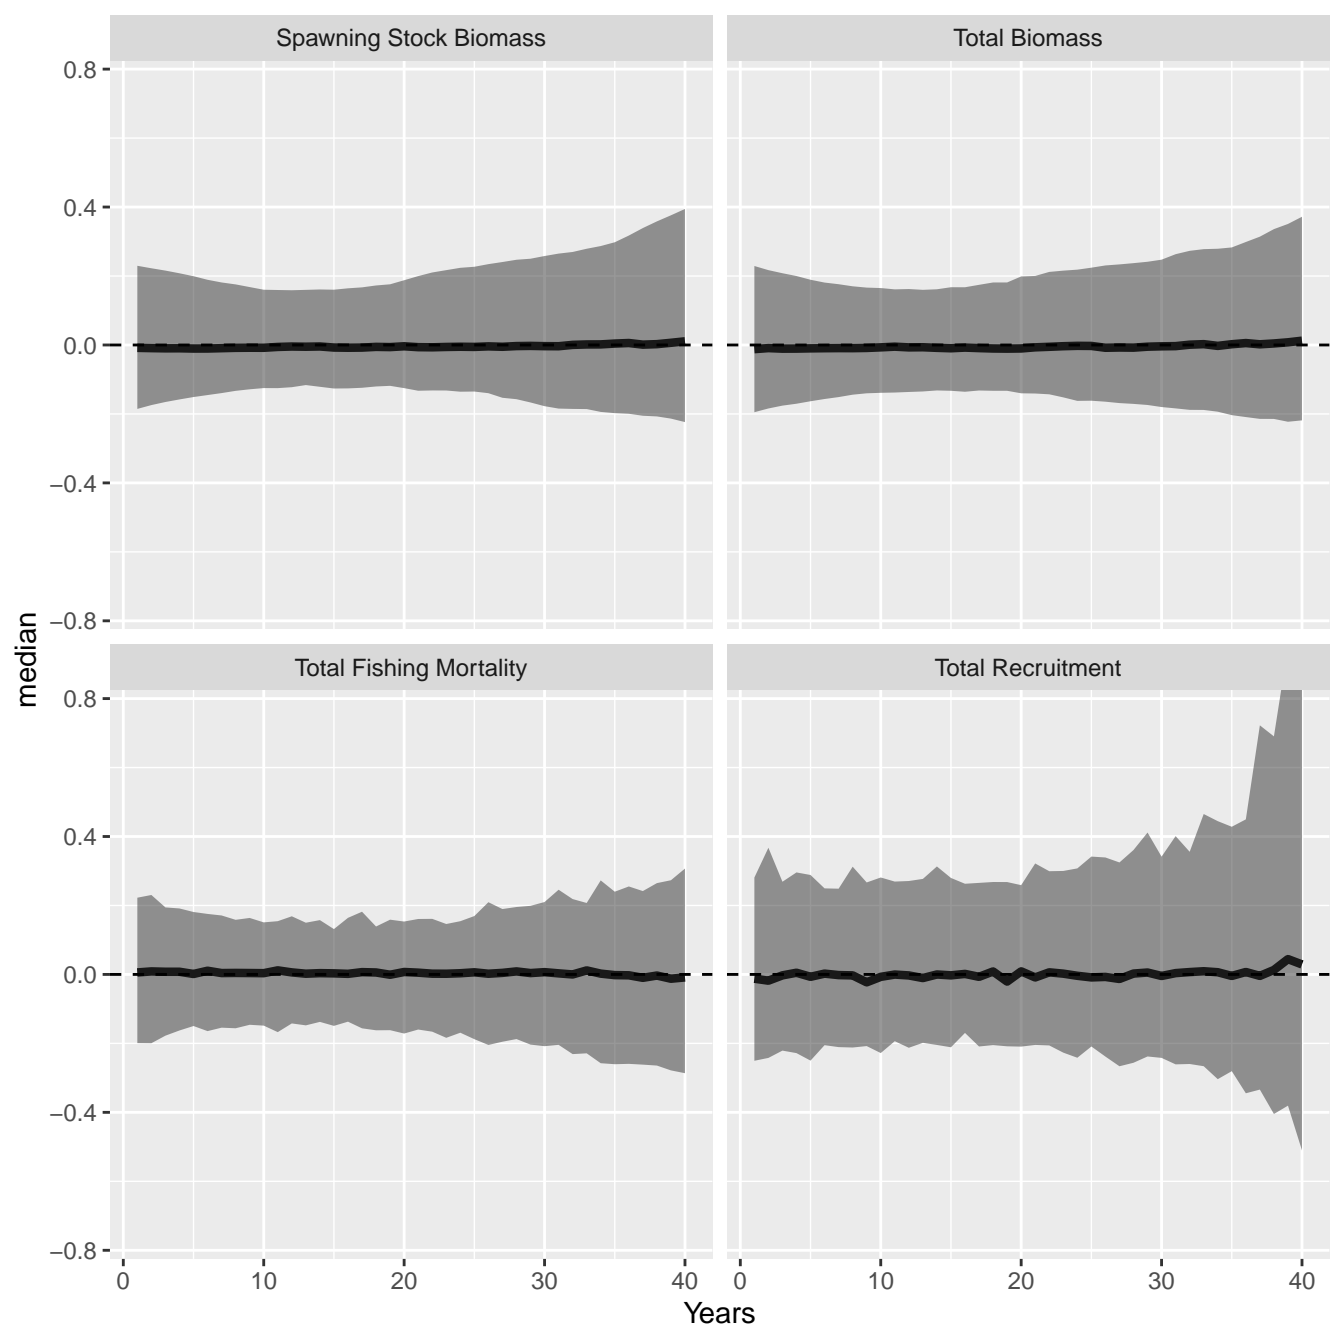 Spawning Stock Biomass
Total Biomass
0.8
0.4
0.0
−0.4
−0.8
median
Total Fishing Mortality
Total Recruitment
0.8
0.4
0.0
−0.4
−0.8
0 10 20 30 40
0 10 20 30 40
Years